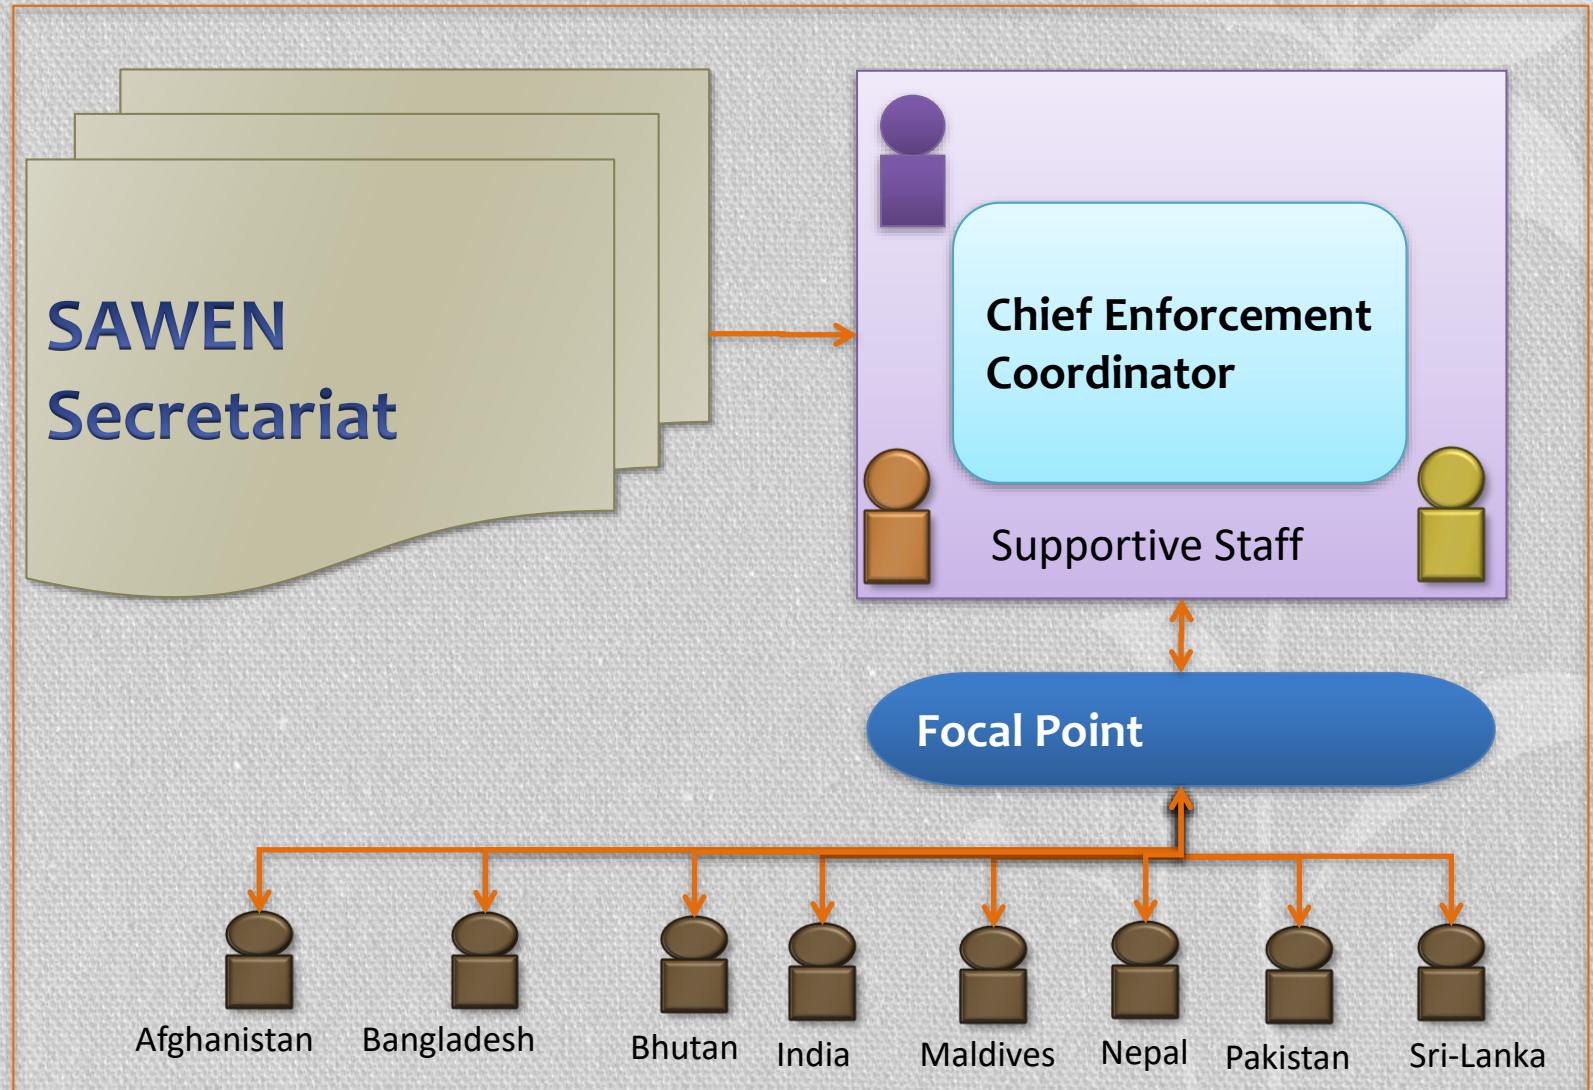 SAWEN
Secretariat
Chief Enforcement
Coordinator
Supportive Staff
Focal Point
Afghanistan
Bangladesh
Bhutan
India
Maldives
Nepal
Pakistan
Sri-Lanka